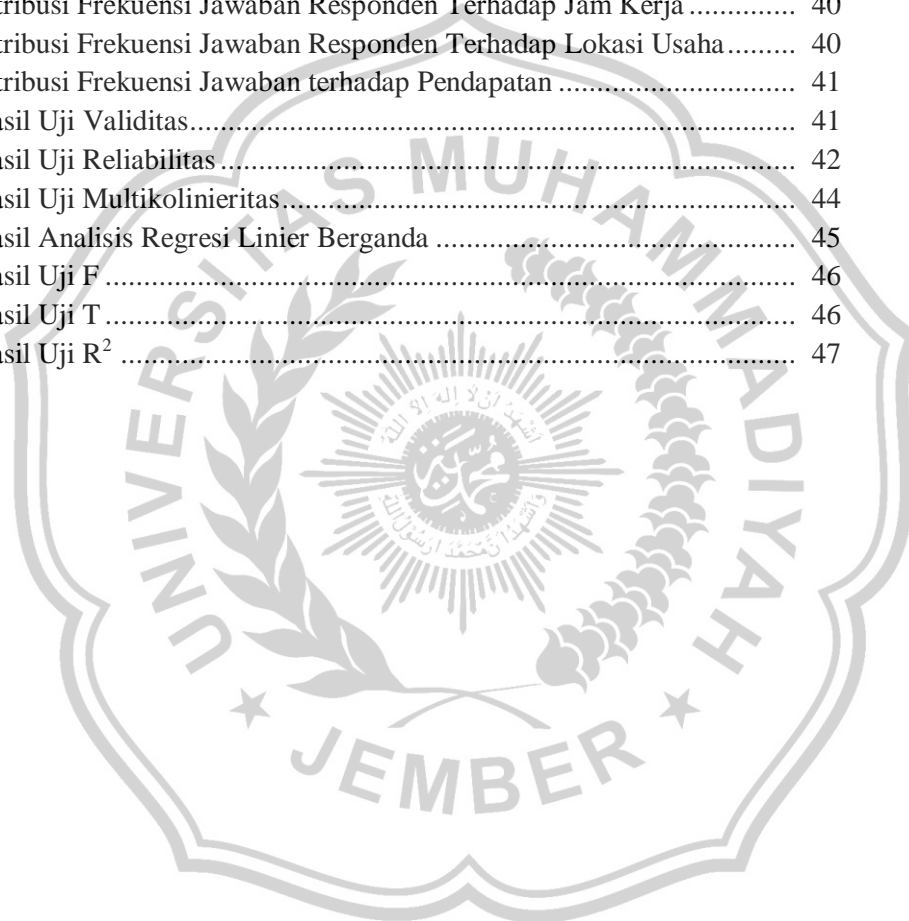 tribusi Frekuensi Jawaban Responden Terhadap Jam Kerja .............. 40
tribusi Frekuensi Jawaban Responden Terhadap Lokasi Usaha......... 40
tribusi Frekuensi Jawaban terhadap Pendapatan ............................... 41
asil Uji Validitas................................................................................ 41
asil Uji Reliabilitas ............................................................................ 42
asil Uji Multikolinieritas.................................................................... 44
asil Analisis Regresi Linier Berganda ................................................ 45
asil Uji F ........................................................................................... 46
asil Uji T ........................................................................................... 46
asil Uji R² ......................................................................................... 47
UNIVERSITAS MUHAMMADIYAH
JEMBER